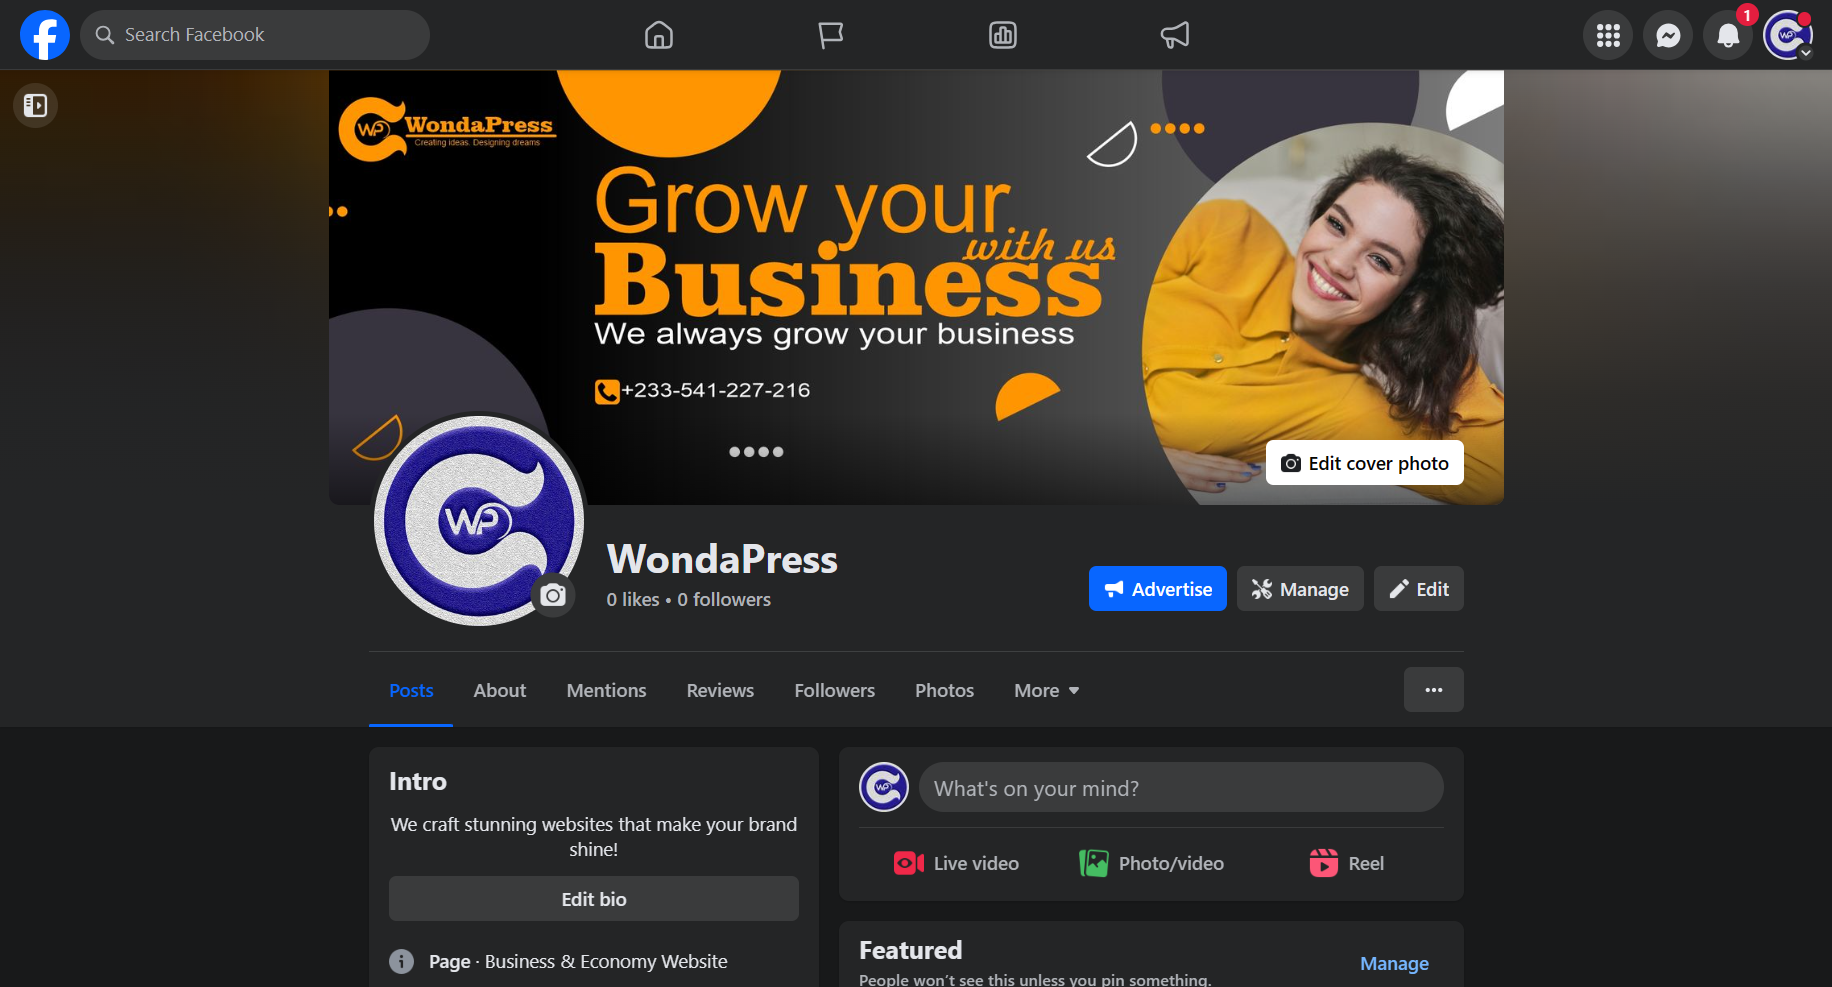 Search Facebook
1
WP
WondaPress
Creating ideas. Designing dreams
Grow your
with us
Business
We always grow your business
+233-541-227-216
Edit cover photo
WP
WondaPress
0 likes • 0 followers
Advertise
Manage
Edit
Posts
About
Mentions
Reviews
Followers
Photos
More
Intro
We craft stunning websites that make your brand
shine!
Edit bio
Page · Business & Economy Website
WP
What's on your mind?
Live video
Photo/video
Reel
Featured
Manage
People won't see this unless you pin something.